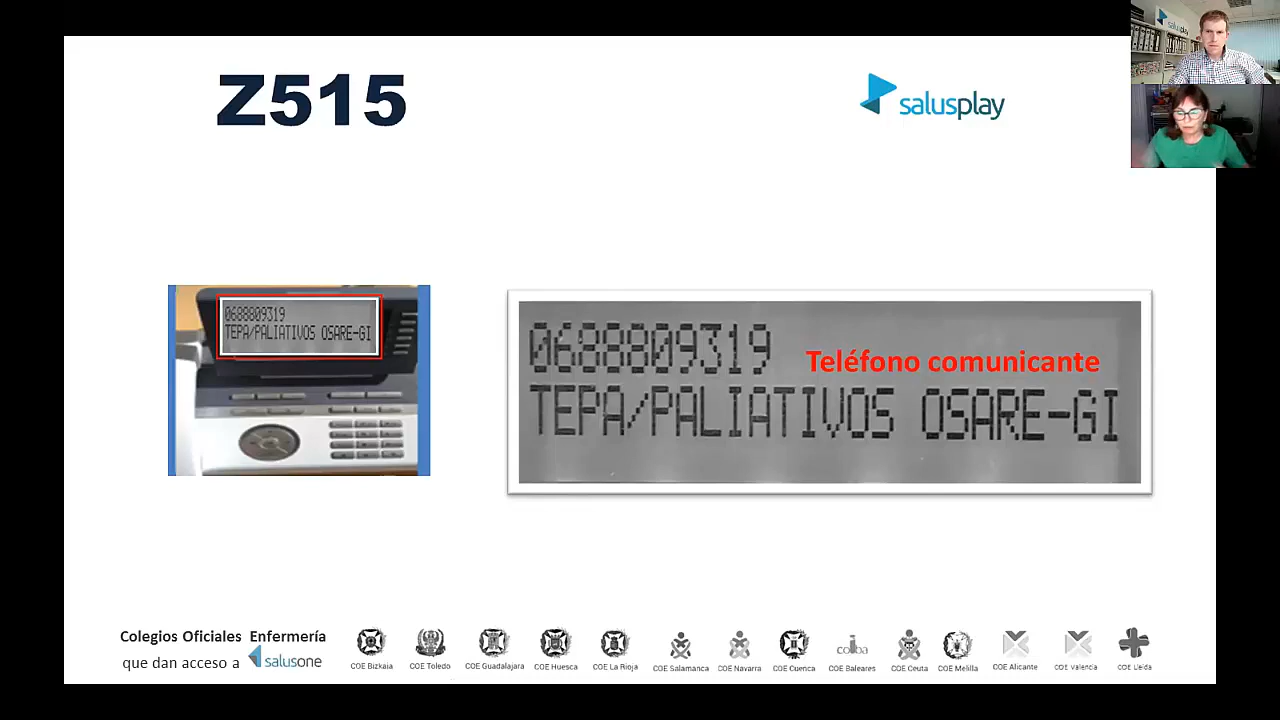 Z515
salusplay
salusplay
0688809319
TEPA/PALIATIVOS OSARE-GI
0688809319
Teléfono comunicante
TEPA/PALIATIVOS OSARE-GI
Colegios Oficiales Enfermería
que dan acceso a salusone
COE Bizkaia
COE Toledo
COE Guadalajara
COE Huesca
COE La Rioja
COE Salamanca
COE Navarra
COE Cuenca
coiba
COE Baleares
COE Ceuta
COE Melilla
COE Alicante
COE Valencia
COE Lleida